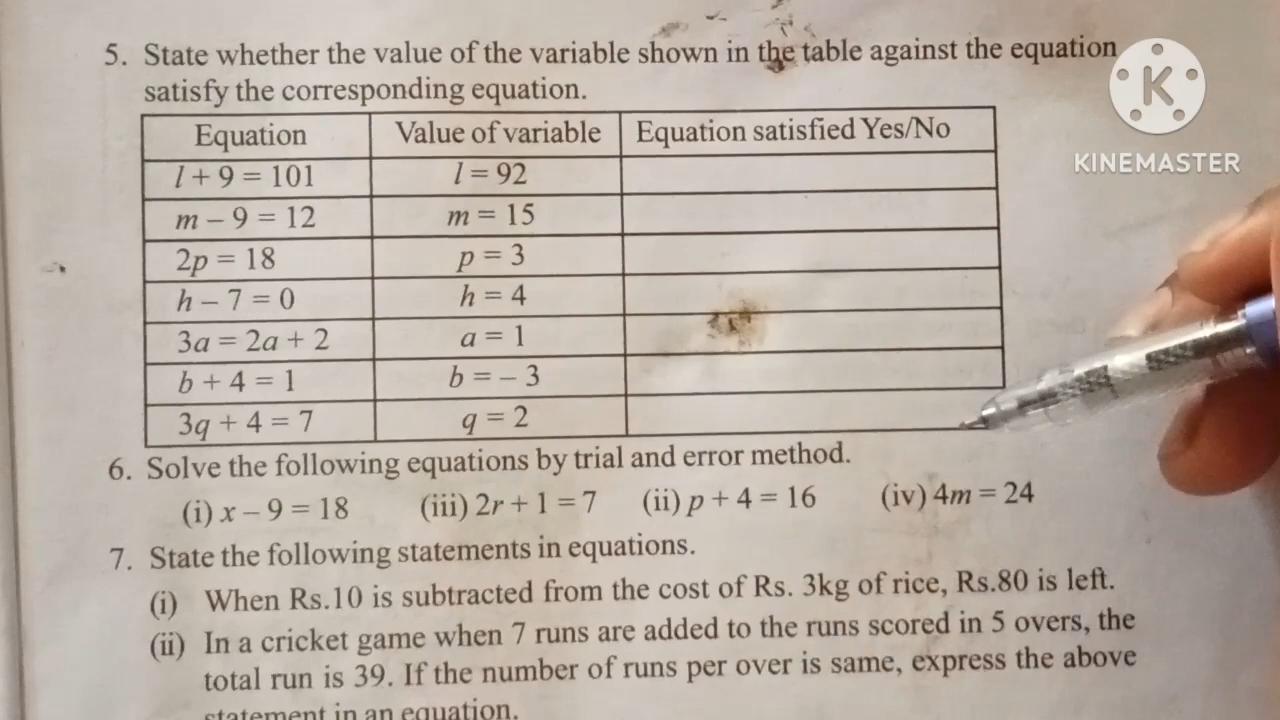 5. State whether the value of the variable shown in the table against the equation
satisfy the corresponding equation.
Equation Value of variable Equation satisfied Yes/No
l + 9 = 101 l = 92
m – 9 = 12 m = 15
2p = 18 p = 3
h – 7 = 0 h = 4
3a = 2a + 2 a = 1
b + 4 = 1 b = – 3
3q + 4 = 7 q = 2
6. Solve the following equations by trial and error method.
(i) x – 9 = 18 (iii) 2r + 1 = 7 (ii) p + 4 = 16 (iv) 4m = 24
7. State the following statements in equations.
(i) When Rs.10 is subtracted from the cost of Rs. 3kg of rice, Rs.80 is left.
(ii) In a cricket game when 7 runs are added to the runs scored in 5 overs, the
total run is 39. If the number of runs per over is same, express the above
statement in an equation.
K
KINEMASTER